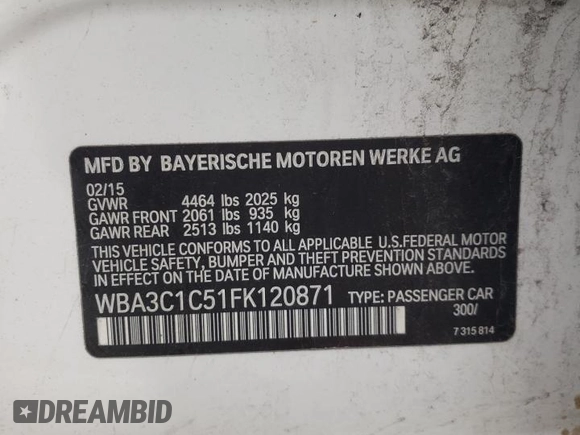 MFD BY BAYERISCHE MOTOREN WERKE AG
02/15
GVWR 4464 lbs 2025 kg
GAWR FRONT 2061 lbs 935 kg
GAWR REAR 2513 lbs 1140 kg
THIS VEHICLE CONFORMS TO ALL APPLICABLE U.S.FEDERAL MOTOR
VEHICLE SAFETY, BUMPER AND THEFT PREVENTION STANDARDS
IN EFFECT ON THE DATE OF MANUFACTURE SHOWN ABOVE.
WBA3C1C51FK120871 TYPE: PASSENGER CAR
300/
7 315 814
DREAMBID